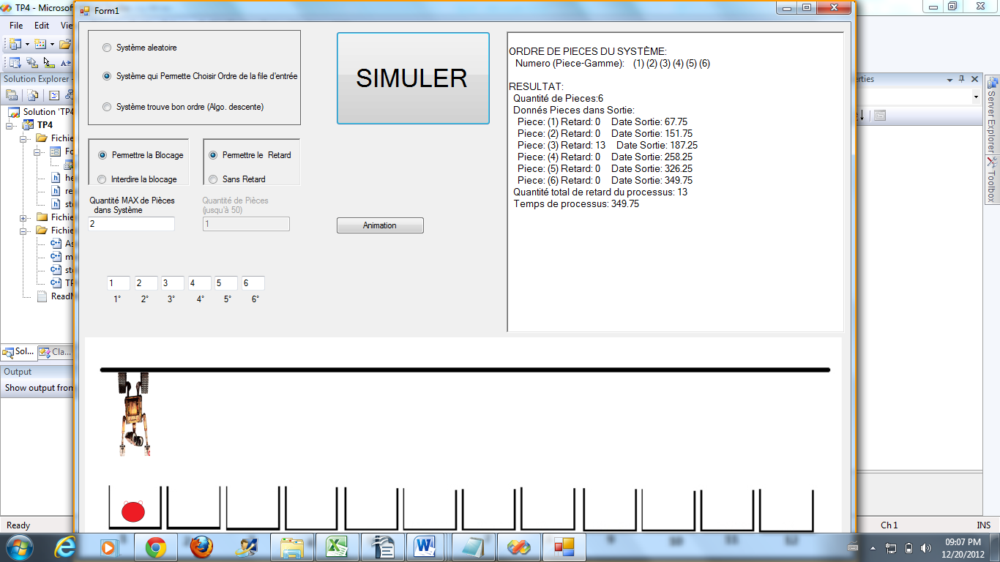 TP4 - Microsof
Form1
File Edit Vie
Solution Explorer -
Solution 'TP4
TP4
Fichie
Fo
he
re
st
Fichie
Fichie
As
m
st
TP
ReadM
Sol... Cla...
Output
Show output from
Ready
Système aleatoire
Système qui Permette Choisir Ordre de la file d'entrée
Système trouve bon ordre (Algo. descente)
SIMULER
Permettre la Blocage
Interdire la blocage
Permettre le Retard
Sans Retard
Quantité MAX de Pièces
dans Système
2
Quantité de Pièces
(jusqu'à 50)
1
Animation
1 2 3 4 5 6
1° 2° 3° 4° 5° 6°
ORDRE DE PIECES DU SYSTÈME:
Numero (Piece-Gamme): (1) (2) (3) (4) (5) (6)
RESULTAT:
Quantité de Pieces:6
Donnés Pieces dans Sortie:
Piece: (1) Retard: 0 Date Sortie: 67.75
Piece: (2) Retard: 0 Date Sortie: 151.75
Piece: (3) Retard: 13 Date Sortie: 187.25
Piece: (4) Retard: 0 Date Sortie: 258.25
Piece: (5) Retard: 0 Date Sortie: 326.25
Piece: (6) Retard: 0 Date Sortie: 349.75
Quantité total de retard du processus: 13
Temps de processus: 349.75
erties
Server Explorer
Toolbox
Ch 1 INS
9 10 11 12
09:07 PM
12/20/2012